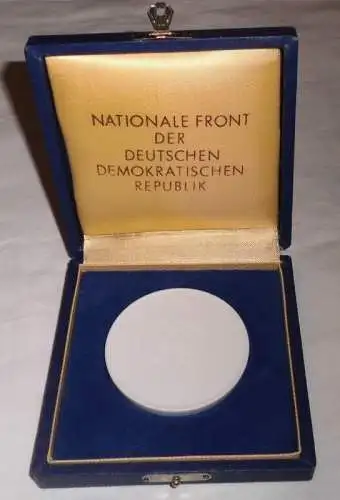 NATIONALE FRONT
DER
DEUTSCHEN
DEMOKRATISCHEN
REPUBLIK